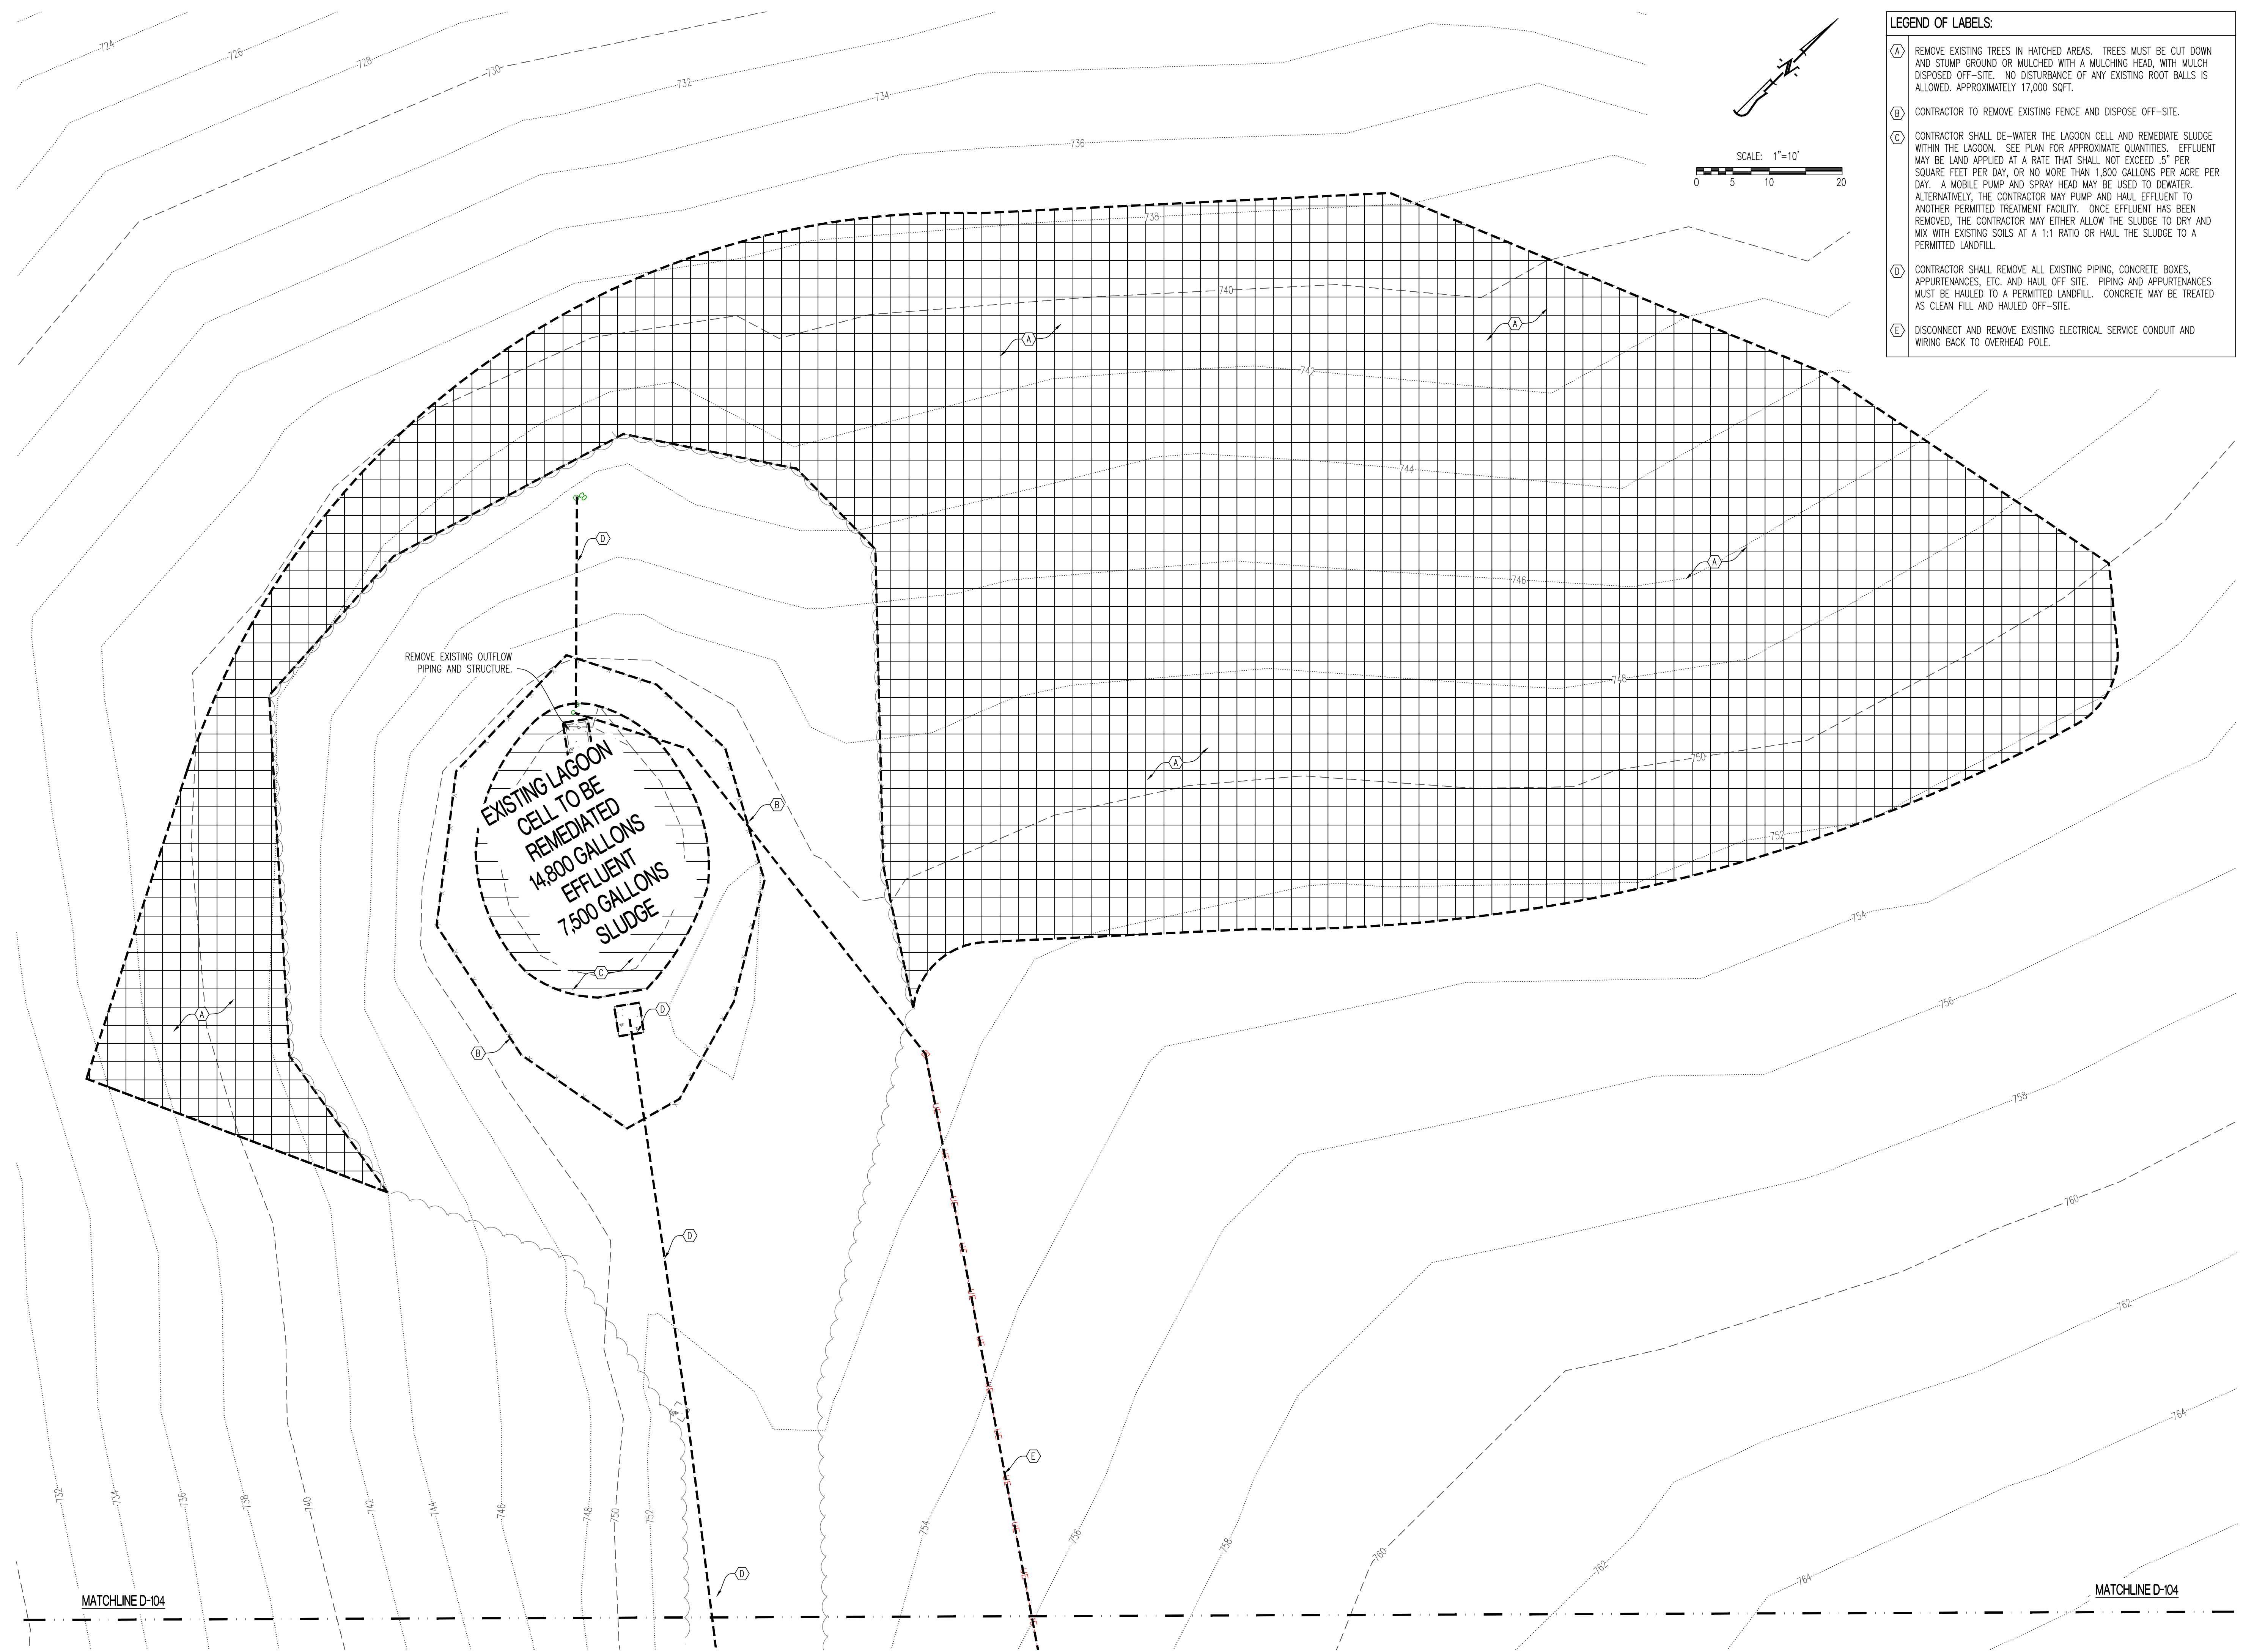 LEGEND OF LABELS:
A
REMOVE EXISTING TREES IN HATCHED AREAS. TREES MUST BE CUT DOWN
AND STUMP GROUND OR MULCHED WITH A MULCHING HEAD, WITH MULCH
DISPOSED OFF-SITE. NO DISTURBANCE OF ANY EXISTING ROOT BALLS IS
ALLOWED. APPROXIMATELY 17,000 SQFT.
B
CONTRACTOR TO REMOVE EXISTING FENCE AND DISPOSE OFF-SITE.
C
CONTRACTOR SHALL DE-WATER THE LAGOON CELL AND REMEDIATE SLUDGE
WITHIN THE LAGOON. SEE PLAN FOR APPROXIMATE QUANTITIES. EFFLUENT
MAY BE LAND APPLIED AT A RATE THAT SHALL NOT EXCEED .5" PER
SQUARE FEET PER DAY, OR NO MORE THAN 1,800 GALLONS PER ACRE PER
DAY. A MOBILE PUMP AND SPRAY HEAD MAY BE USED TO DEWATER.
ALTERNATIVELY, THE CONTRACTOR MAY PUMP AND HAUL EFFLUENT TO
ANOTHER PERMITTED TREATMENT FACILITY. ONCE EFFLUENT HAS BEEN
REMOVED, THE CONTRACTOR MAY EITHER ALLOW THE SLUDGE TO DRY AND
MIX WITH EXISTING SOILS AT A 1:1 RATIO OR HAUL THE SLUDGE TO A
PERMITTED LANDFILL.
D
CONTRACTOR SHALL REMOVE ALL EXISTING PIPING, CONCRETE BOXES,
APPURTENANCES, ETC. AND HAUL OFF SITE. PIPING AND APPURTENANCES
MUST BE HAULED TO A PERMITTED LANDFILL. CONCRETE MAY BE TREATED
AS CLEAN FILL AND HAULED OFF-SITE.
E
DISCONNECT AND REMOVE EXISTING ELECTRICAL SERVICE CONDUIT AND
WIRING BACK TO OVERHEAD POLE.
N
SCALE: 1"=10'
0 5 10 20
724
726
728
730
732
734
736
738
740
742
744
746
748
750
752
754
756
758
760
762
764
A
A
A
A
A
D
REMOVE EXISTING OUTFLOW
PIPING AND STRUCTURE.
EXISTING LAGOON
CELL TO BE
REMEDIATED
14,800 GALLONS
EFFLUENT
7,500 GALLONS
SLUDGE
B
C
D
B
D
E
D
732
734
736
738
740
742
744
746
748
750
752
754
756
758
760
762
764
MATCHLINE D-104
MATCHLINE D-104